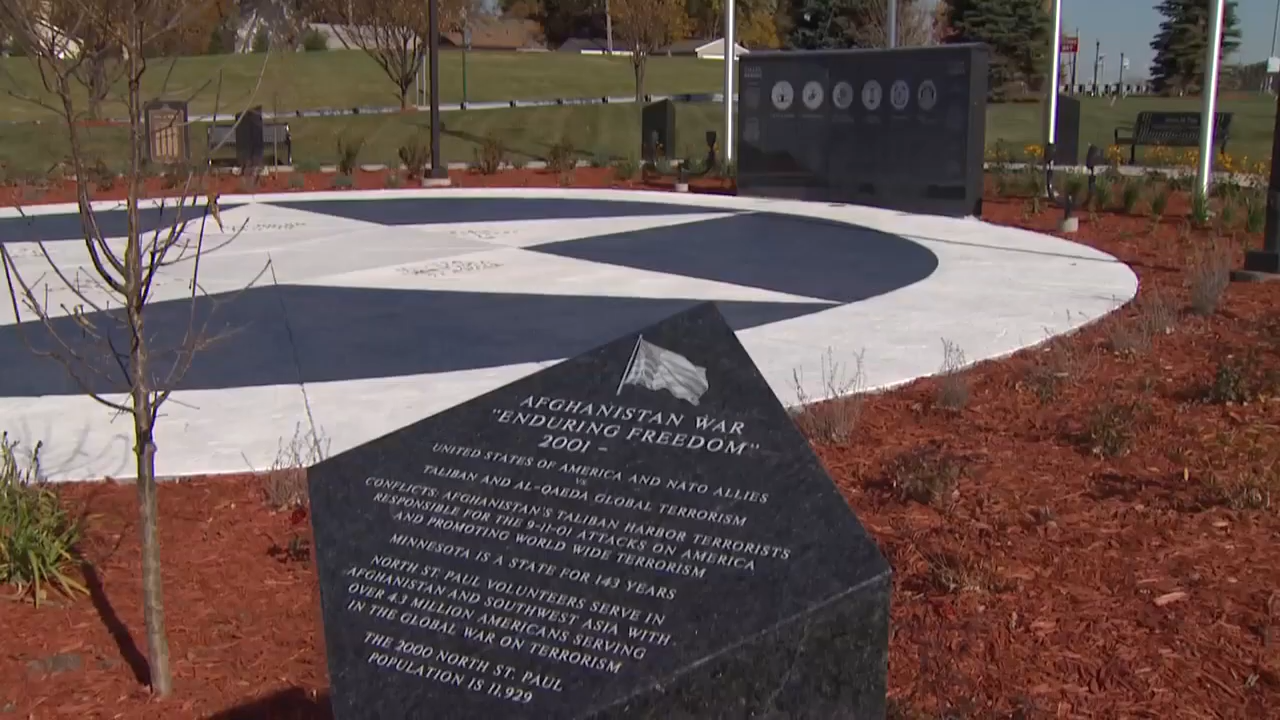 AFGHANISTAN WAR
"ENDURING FREEDOM"
2001 -
UNITED STATES OF AMERICA AND NATO ALLIES
VS
TALIBAN AND AL-QAEDA GLOBAL TERRORISM
CONFLICTS: AFGHANISTAN'S TALIBAN HARBOR TERRORISTS
RESPONSIBLE FOR THE 9-11-01 ATTACKS ON AMERICA
AND PROMOTING WORLD WIDE TERRORISM
MINNESOTA IS A STATE FOR 143 YEARS
NORTH ST. PAUL VOLUNTEERS SERVE IN
AFGHANISTAN AND SOUTHWEST ASIA WITH
OVER 4.3 MILLION AMERICANS SERVING
IN THE GLOBAL WAR ON TERRORISM
THE 2000 NORTH ST. PAUL
POPULATION IS 11,929